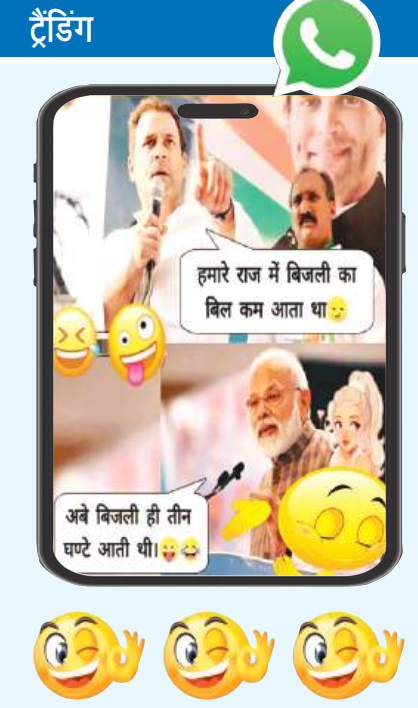 ट्रैंडिंग
हमारे राज में बिजली का
बिल कम आता था
अबे बिजली ही तीन
घण्टे आती थी।